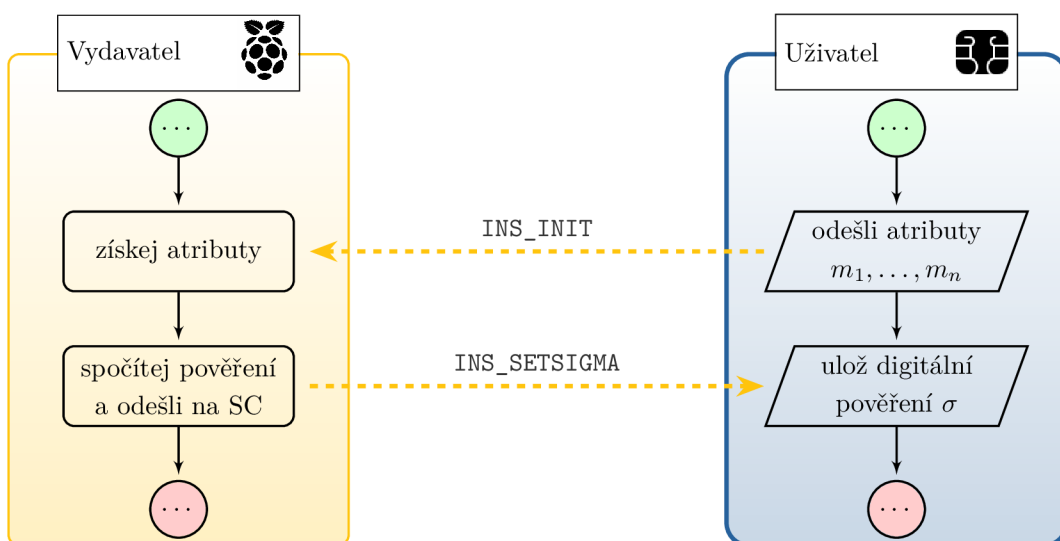 Vydavatel
Uživatel
...
...
INS_INIT
získej atributy
odešli atributy
m₁, ..., mₙ
INS_SETSIGMA
spočítej pověření
a odešli na SC
ulož digitální
pověření σ
...
...